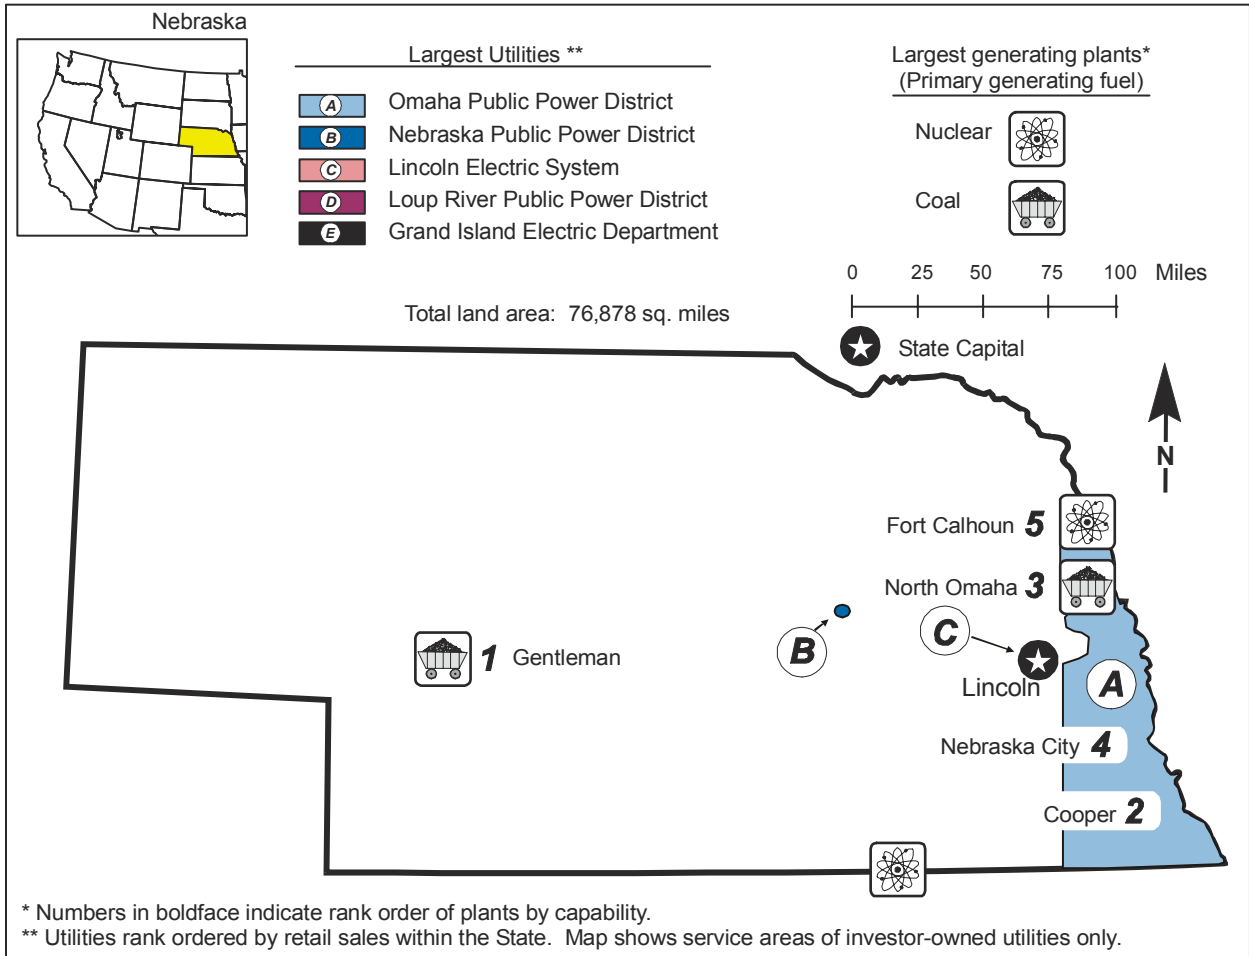 Nebraska
Largest Utilities **
A Omaha Public Power District
B Nebraska Public Power District
C Lincoln Electric System
D Loup River Public Power District
E Grand Island Electric Department
Largest generating plants*
(Primary generating fuel)
Nuclear
Coal
0 25 50 75 100 Miles
Total land area: 76,878 sq. miles
State Capital
N
Fort Calhoun 5
North Omaha 3
B
C
1 Gentleman
Lincoln
A
Nebraska City 4
Cooper 2
* Numbers in boldface indicate rank order of plants by capability.
** Utilities rank ordered by retail sales within the State. Map shows service areas of investor-owned utilities only.